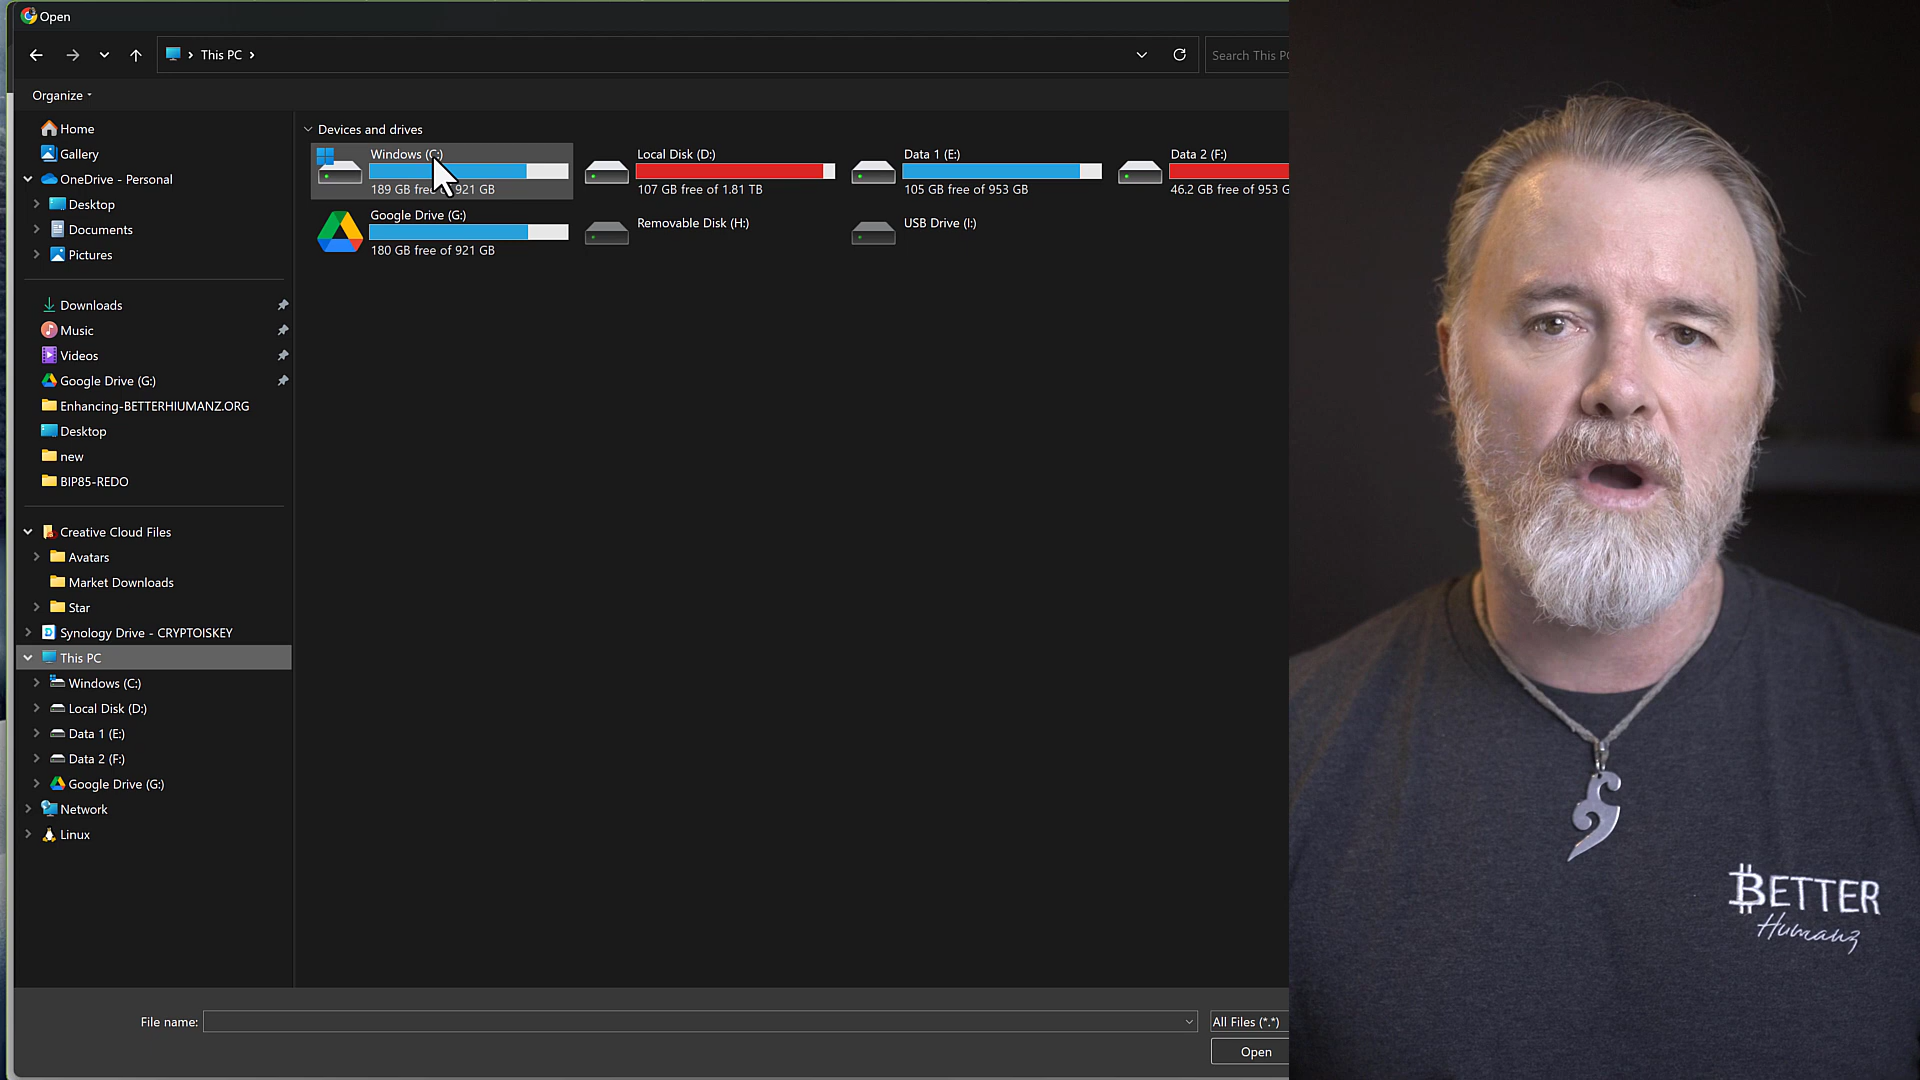 Open
This PC
Search This PC
Organize
Home
Gallery
OneDrive - Personal
Desktop
Documents
Pictures
Downloads
Music
Videos
Google Drive (G:)
Enhancing-BETTERHIUMANZ.ORG
Desktop
new
BIP85-REDO
Creative Cloud Files
Avatars
Market Downloads
Star
Synology Drive - CRYPTOISKEY
This PC
Windows (C:)
Local Disk (D:)
Data 1 (E:)
Data 2 (F:)
Google Drive (G:)
Network
Linux
Devices and drives
Windows (C:)
189 GB free of 921 GB
Local Disk (D:)
107 GB free of 1.81 TB
Data 1 (E:)
105 GB free of 953 GB
Data 2 (F:)
46.2 GB free of 953 G
Google Drive (G:)
180 GB free of 921 GB
Removable Disk (H:)
USB Drive (I:)
File name:
All Files (*.*)
Open
₿ETTER
Humanz